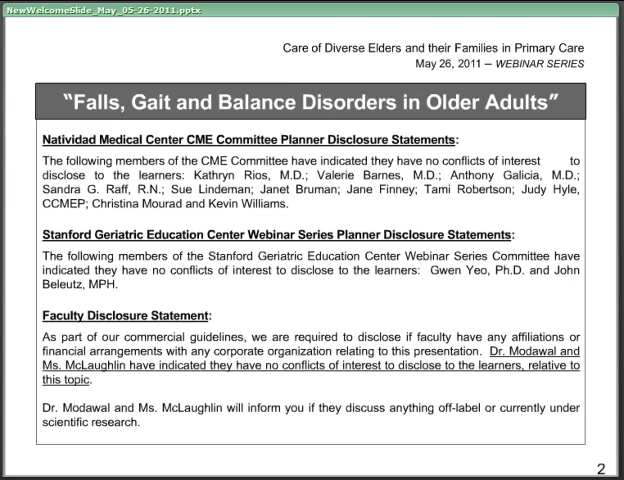 NewWelcomeSlide_May_05-26-2011.pptx
Care of Diverse Elders and their Families in Primary Care
May 26, 2011 – WEBINAR SERIES
"Falls, Gait and Balance Disorders in Older Adults"
Natividad Medical Center CME Committee Planner Disclosure Statements:
The following members of the CME Committee have indicated they have no conflicts of interest to
disclose to the learners: Kathryn Rios, M.D.; Valerie Barnes, M.D.; Anthony Galicia, M.D.;
Sandra G. Raff, R.N.; Sue Lindeman; Janet Bruman; Jane Finney; Tami Robertson; Judy Hyle,
CCMEP; Christina Mourad and Kevin Williams.
Stanford Geriatric Education Center Webinar Series Planner Disclosure Statements:
The following members of the Stanford Geriatric Education Center Webinar Series Committee have
indicated they have no conflicts of interest to disclose to the learners: Gwen Yeo, Ph.D. and John
Beleutz, MPH.
Faculty Disclosure Statement:
As part of our commercial guidelines, we are required to disclose if faculty have any affiliations or
financial arrangements with any corporate organization relating to this presentation. Dr. Modawal and
Ms. McLaughlin have indicated they have no conflicts of interest to disclose to the learners, relative to
this topic.
Dr. Modawal and Ms. McLaughlin will inform you if they discuss anything off-label or currently under
scientific research.
2